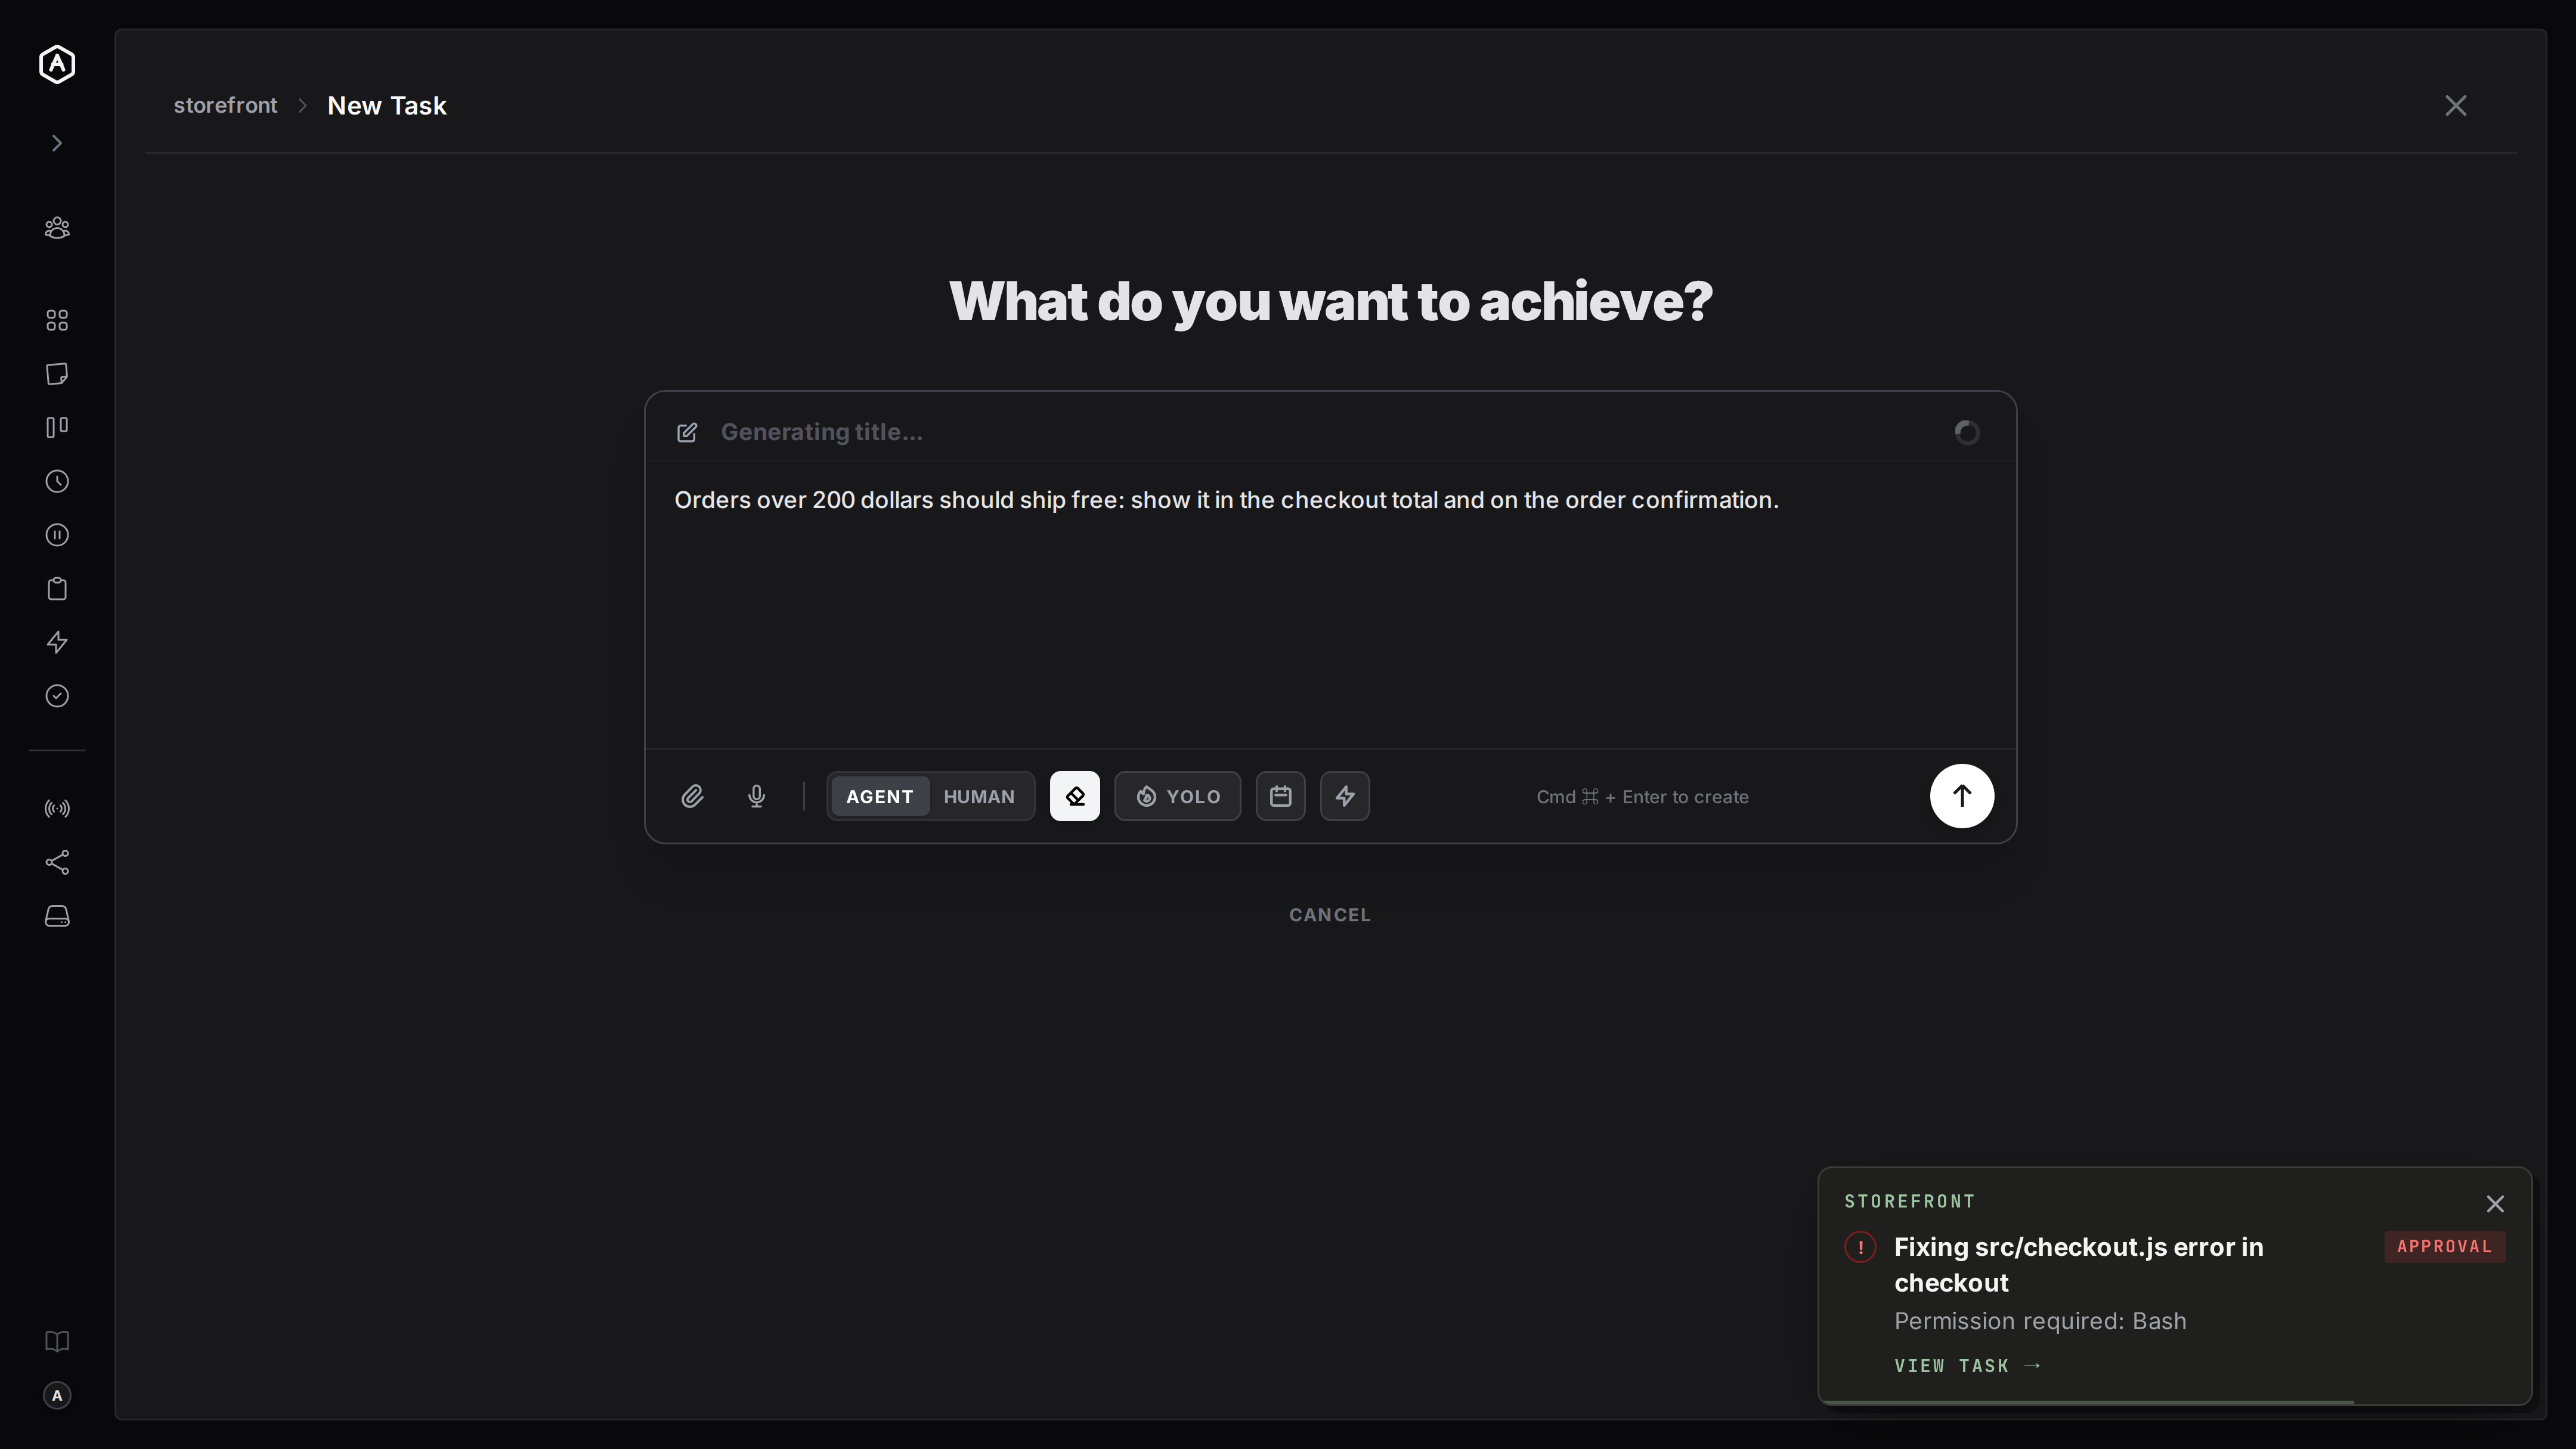 A
storefront > New Task
What do you want to achieve?
Generating title...
Orders over 200 dollars should ship free: show it in the checkout total and on the order confirmation.
AGENT HUMAN YOLO Cmd ⌘ + Enter to create
CANCEL
STOREFRONT
! Fixing src/checkout.js error in APPROVAL
checkout
Permission required: Bash
VIEW TASK →
A